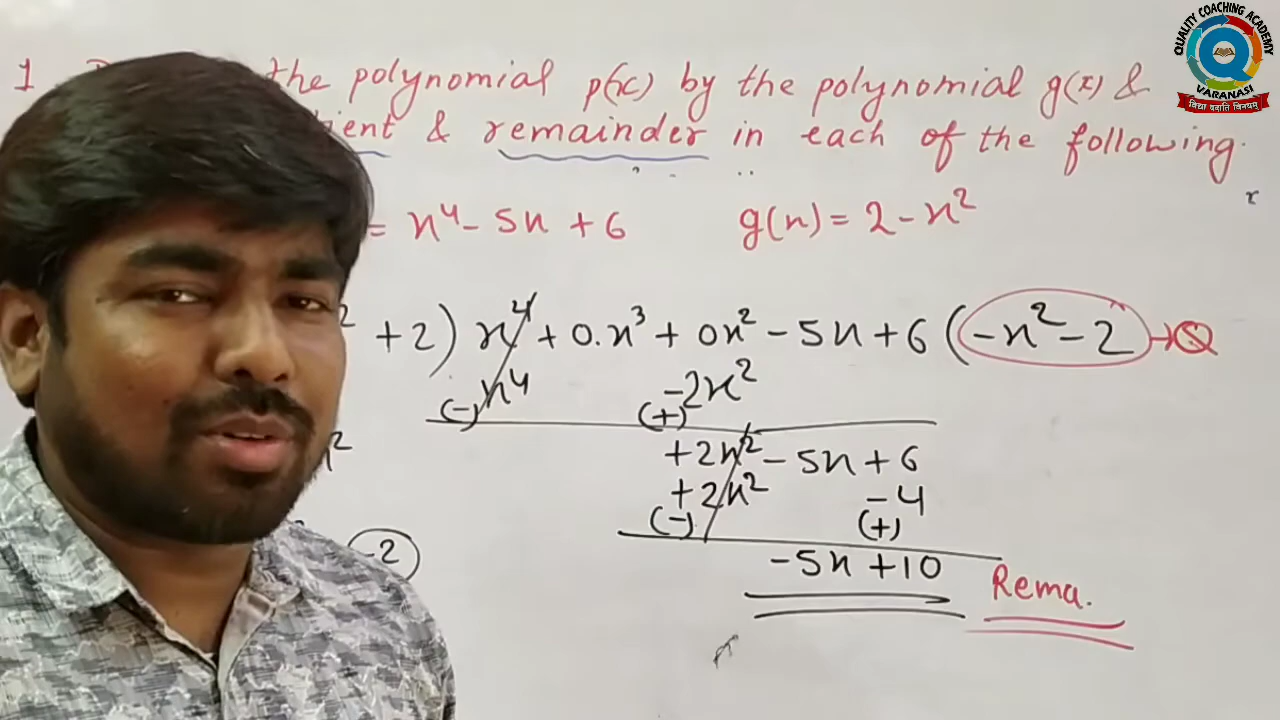 QUALITY COACHING ACADEMY
VARANASI
1 the polynomial p(x) by the polynomial g(x) &
& remainder in each of the following.
= x⁴ - 5x + 6 g(x) = 2 - x²
+2) x⁴ + 0.x³ + 0x² - 5x + 6 (-x² - 2 → Q
x⁴ -2x²
(-) (+)
+2x² - 5x + 6
+2x² -4
(-) (+)
-2
-5x + 10 Rema.